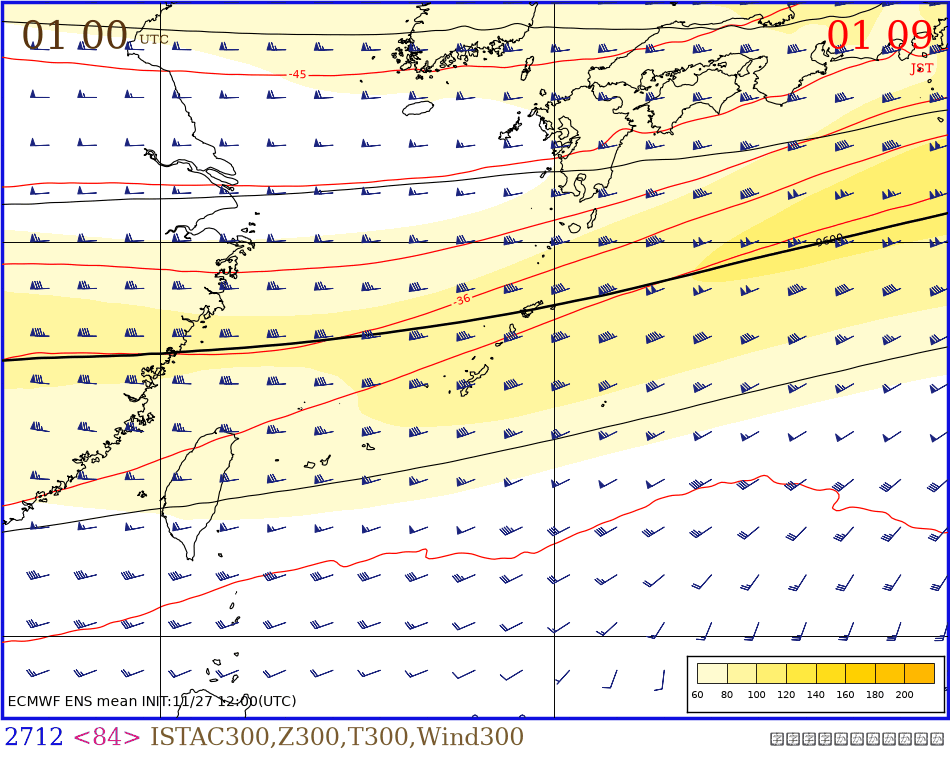 01 00 UTC
01 09
JST
-45
9600
-36
60 80 100 120 140 160 180 200
ECMWF ENS mean INIT:11/27 12:00(UTC)
2712 <84> ISTAC300,Z300,T300,Wind300